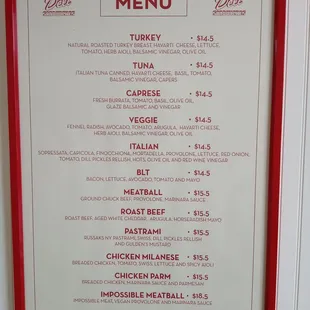 MENU
TURKEY • $14.5
NATURAL ROASTED TURKEY BREAST, HAVARTI CHEESE, LETTUCE,
TOMATO, HERB AIOLI, BALSAMIC VINEGAR, OLIVE OIL
TUNA • $14.5
ITALIAN TUNA CANNED, HAVARTI CHEESE, BASIL, TOMATO,
BALSAMIC VINEGAR, CAPERS
CAPRESE • $14.5
FRESH BURRATA, TOMATO, BASIL, OLIVE OIL,
GLAZE BALSAMIC AND VINEGAR
VEGGIE • $14.5
FENNEL, RADISH, AVOCADO, TOMATO, ARUGULA, HAVARTI CHEESE,
HERB AIOLI, BALSAMIC VINEGAR, OLIVE OIL
ITALIAN • $14.5
SOPRESSATA, CAPICOLA, FINOCCHIONA, MORTADELLA, PROVOLONE, LETTUCE, RED ONION,
TOMATO, DILL PICKLES RELLISH, HOTS, OLIVE OIL AND RED WINE VINEGAR
BLT • $14.5
BACON, LETTUCE, AVOCADO, TOMATO AND MAYO
MEATBALL • $15.5
GROUND CHUCK BEEF, PROVOLONE, MARINARA SAUCE
ROAST BEEF • $15.5
ROAST BEEF, AGED WHITE CHEDDAR, ARUGULA, HORSERADISH MAYO
PASTRAMI • $15.5
RUSSAKS NY PASTRAMI, SWISS, DILL PICKLES RELLISH
AND GULDEN'S MUSTARD
CHICKEN MILANESE • $15.5
BREADED CHICKEN, TOMATO, SWISS, LETTUCE AND SPICY AIOLI
CHICKEN PARM • $15.5
BREADED CHICKEN, MARINARA SAUCE AND PARMESAN
IMPOSSIBLE MEATBALL • $18.5
IMPOSSIBLE MEAT, VEGAN PROVOLONE AND MARINARA SAUCE